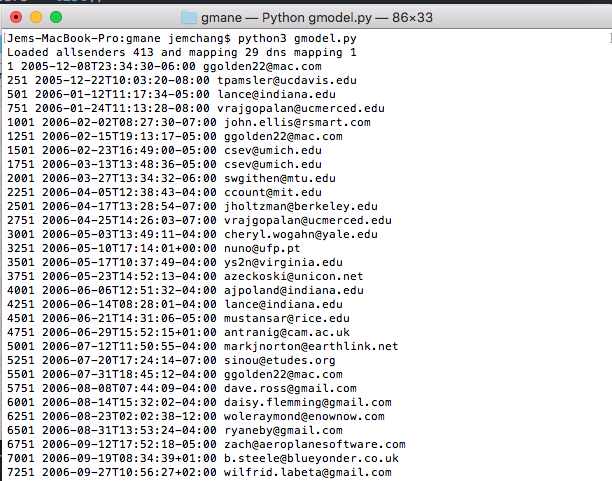 gmane — Python gmodel.py — 86×33
Jems-MacBook-Pro:gmane jemchang$ python3 gmodel.py
Loaded allsenders 413 and mapping 29 dns mapping 1
1 2005-12-08T23:34:30-06:00 ggolden22@mac.com
251 2005-12-22T10:03:20-08:00 tpamsler@ucdavis.edu
501 2006-01-12T11:17:34-05:00 lance@indiana.edu
751 2006-01-24T11:13:28-08:00 vrajgopalan@ucmerced.edu
1001 2006-02-02T08:27:30-07:00 john.ellis@rsmart.com
1251 2006-02-15T19:13:17-05:00 ggolden22@mac.com
1501 2006-02-23T16:49:00-05:00 csev@umich.edu
1751 2006-03-13T13:48:36-05:00 csev@umich.edu
2001 2006-03-27T13:34:32-06:00 swgithen@mtu.edu
2251 2006-04-05T12:38:43-04:00 ccount@mit.edu
2501 2006-04-17T13:28:54-07:00 jholtzman@berkeley.edu
2751 2006-04-25T14:26:03-07:00 vrajgopalan@ucmerced.edu
3001 2006-05-03T13:49:11-04:00 cheryl.wogahn@yale.edu
3251 2006-05-10T17:14:01+00:00 nuno@ufp.pt
3501 2006-05-17T10:37:49-04:00 ys2n@virginia.edu
3751 2006-05-23T14:52:13-04:00 azeckoski@unicon.net
4001 2006-06-06T12:51:32-04:00 ajpoland@indiana.edu
4251 2006-06-14T08:28:01-04:00 lance@indiana.edu
4501 2006-06-21T14:31:06-05:00 mustansar@rice.edu
4751 2006-06-29T15:52:15+01:00 antranig@cam.ac.uk
5001 2006-07-12T11:50:55-04:00 markjnorton@earthlink.net
5251 2006-07-20T17:24:14-07:00 sinou@etudes.org
5501 2006-07-31T18:45:12-04:00 ggolden22@mac.com
5751 2006-08-08T07:44:09-04:00 dave.ross@gmail.com
6001 2006-08-14T15:32:02-04:00 daisy.flemming@gmail.com
6251 2006-08-23T02:02:38-12:00 woleraymond@enownow.com
6501 2006-08-31T13:53:24-04:00 ryaneby@gmail.com
6751 2006-09-12T17:52:18-05:00 zach@aeroplanesoftware.com
7001 2006-09-19T08:34:39+01:00 b.steele@blueyonder.co.uk
7251 2006-09-27T10:56:27+02:00 wilfrid.labeta@gmail.com